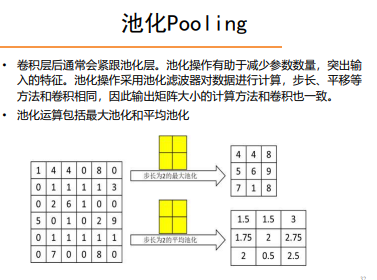 池化Pooling
• 卷积层后通常会紧跟池化层。池化操作有助于减少参数数量，突出输
入的特征。池化操作采用池化滤波器对数据进行计算，步长、平移等
方法和卷积相同，因此输出矩阵大小的计算方法和卷积也一致。
• 池化运算包括最大池化和平均池化
1 4 4 0 8 0
0 1 1 1 1 3
0 2 6 1 0 0
5 0 1 0 2 9
0 1 1 1 1 1
0 7 0 0 8 0
步长为2的最大池化
4 4 8
5 6 9
7 1 8
步长为2的平均池化
1.5 1.5 3
1.75 2 2.75
2 0.5 2.5